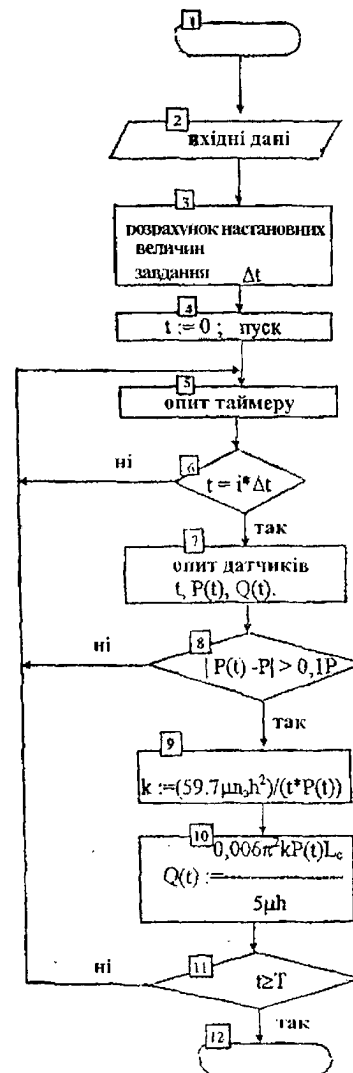 1
2
вхідні дані
3
розрахунок настановних
величин
завдання Δt
4
t := 0 ; пуск
5
опит таймеру
ні
6
t = i* Δt
так
7
опит датчиків
t, P(t), Q(t).
ні
8
| P(t) -P| > 0,1P
так
9
k :=(59.7μn₀h²)/(t*P(t))
10
0,006π²kP(t)Lc
Q(t) :=
5μh
ні
11
t≥T
так
12